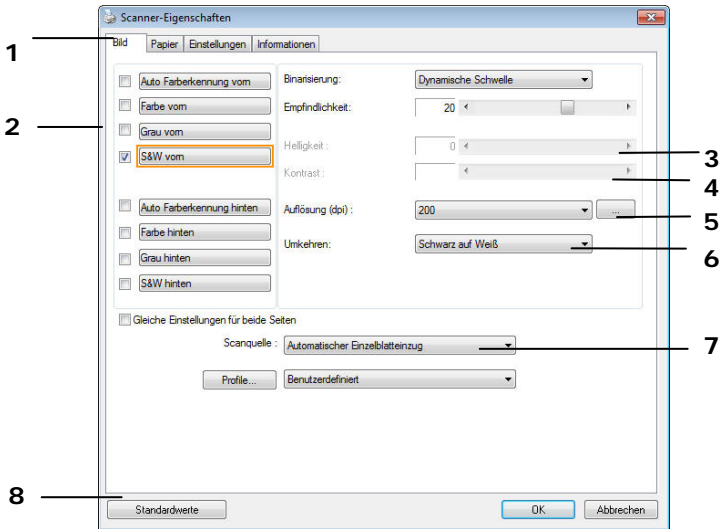 Scanner-Eigenschaften
1
Bild Papier Einstellungen Informationen
Auto Farberkennung vorn Binarisierung: Dynamische Schwelle
Farbe vorn Empfindlichkeit: 20
2
Grau vorn
S&W vorn Helligkeit : 0 3
Kontrast : 4
Auto Farberkennung hinten Auflösung (dpi) : 200 ... 5
Farbe hinten Umkehren: Schwarz auf Weiß 6
Grau hinten
S&W hinten
Gleiche Einstellungen für beide Seiten
Scanquelle : Automatischer Einzelblatteinzug 7
Profile... Benutzerdefiniert
8
Standardwerte OK Abbrechen